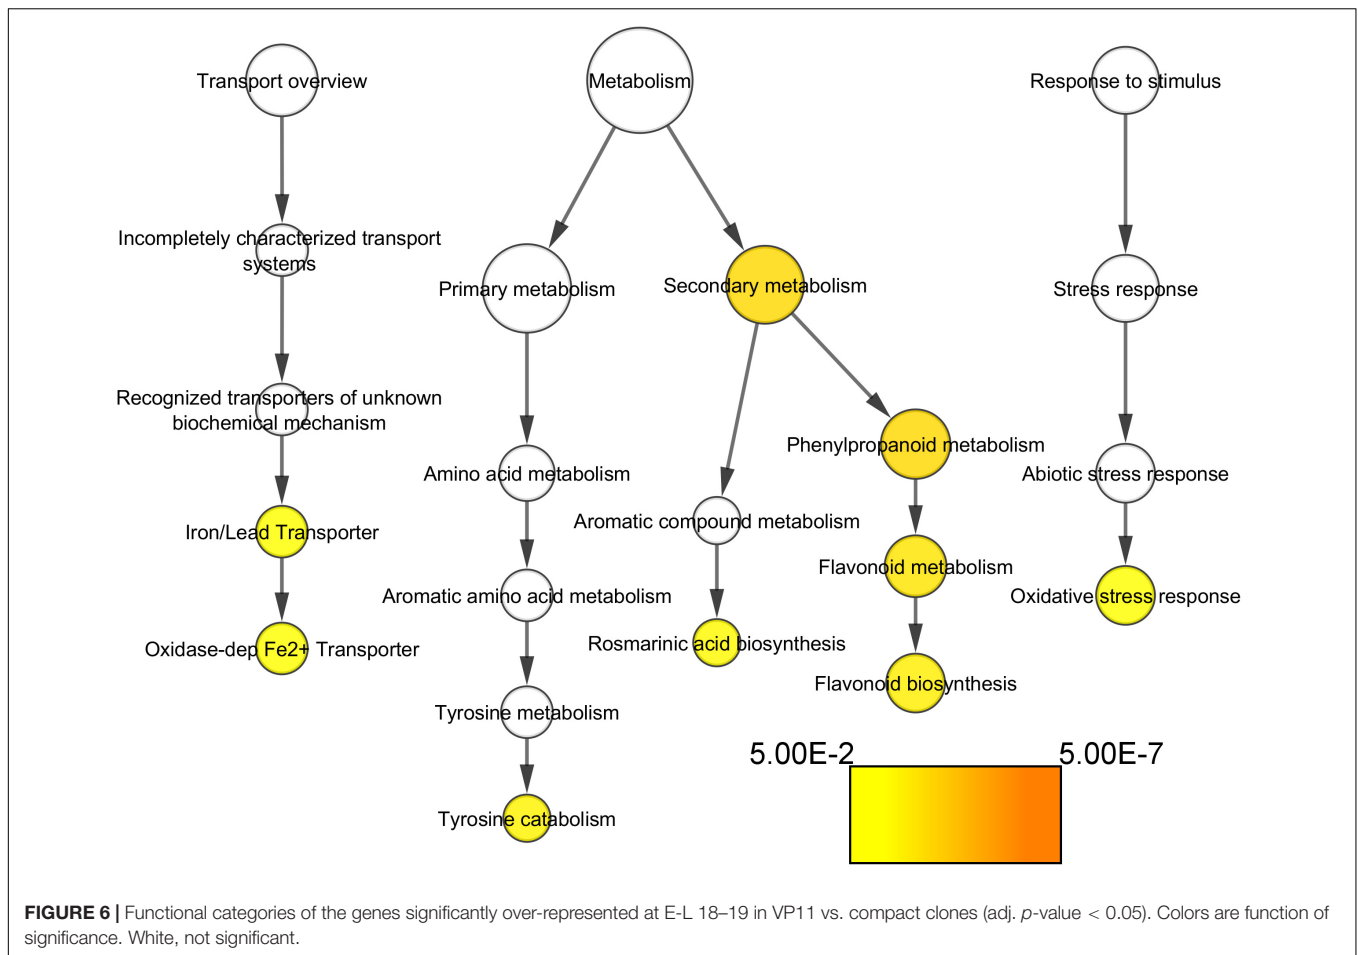 Transport overview
Metabolism
Response to stimulus
Incompletely characterized transport
systems
Primary metabolism
Secondary metabolism
Stress response
Recognized transporters of unknown
biochemical mechanism
Phenylpropanoid metabolism
Amino acid metabolism
Abiotic stress response
Aromatic compound metabolism
Iron/Lead Transporter
Flavonoid metabolism
Aromatic amino acid metabolism
Oxidative stress response
Rosmarinic acid biosynthesis
Oxidase-dep Fe2+ Transporter
Flavonoid biosynthesis
Tyrosine metabolism
5.00E-2
5.00E-7
Tyrosine catabolism
FIGURE 6 | Functional categories of the genes significantly over-represented at E-L 18–19 in VP11 vs. compact clones (adj. p-value < 0.05). Colors are function of
significance. White, not significant.